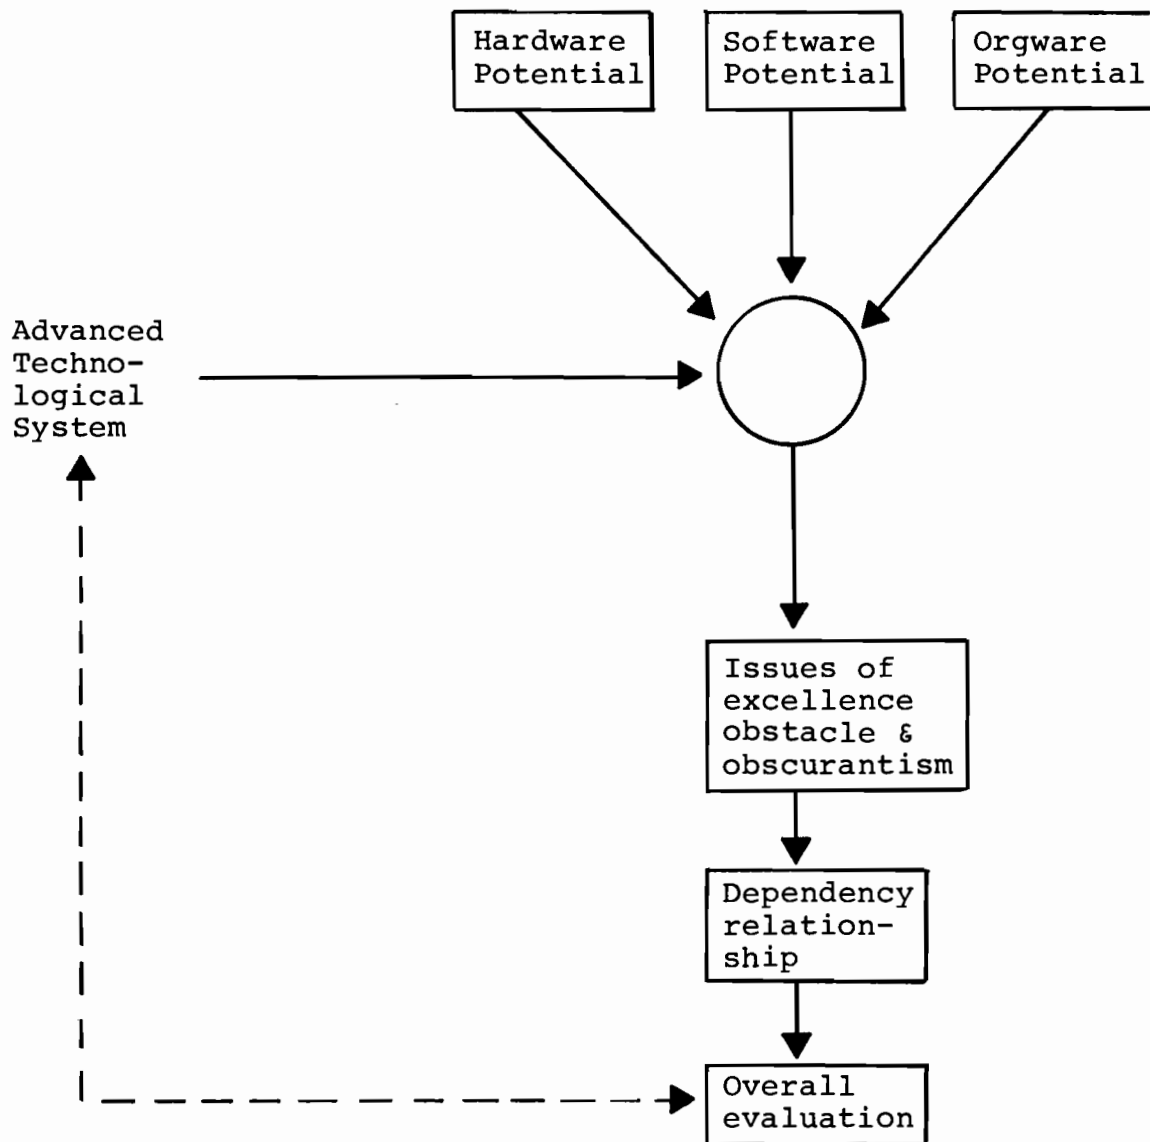 Hardware
Potential
Software
Potential
Orgware
Potential
Advanced
Techno-
logical
System
Issues of
excellence
obstacle &
obscurantism
Dependency
relation-
ship
Overall
evaluation